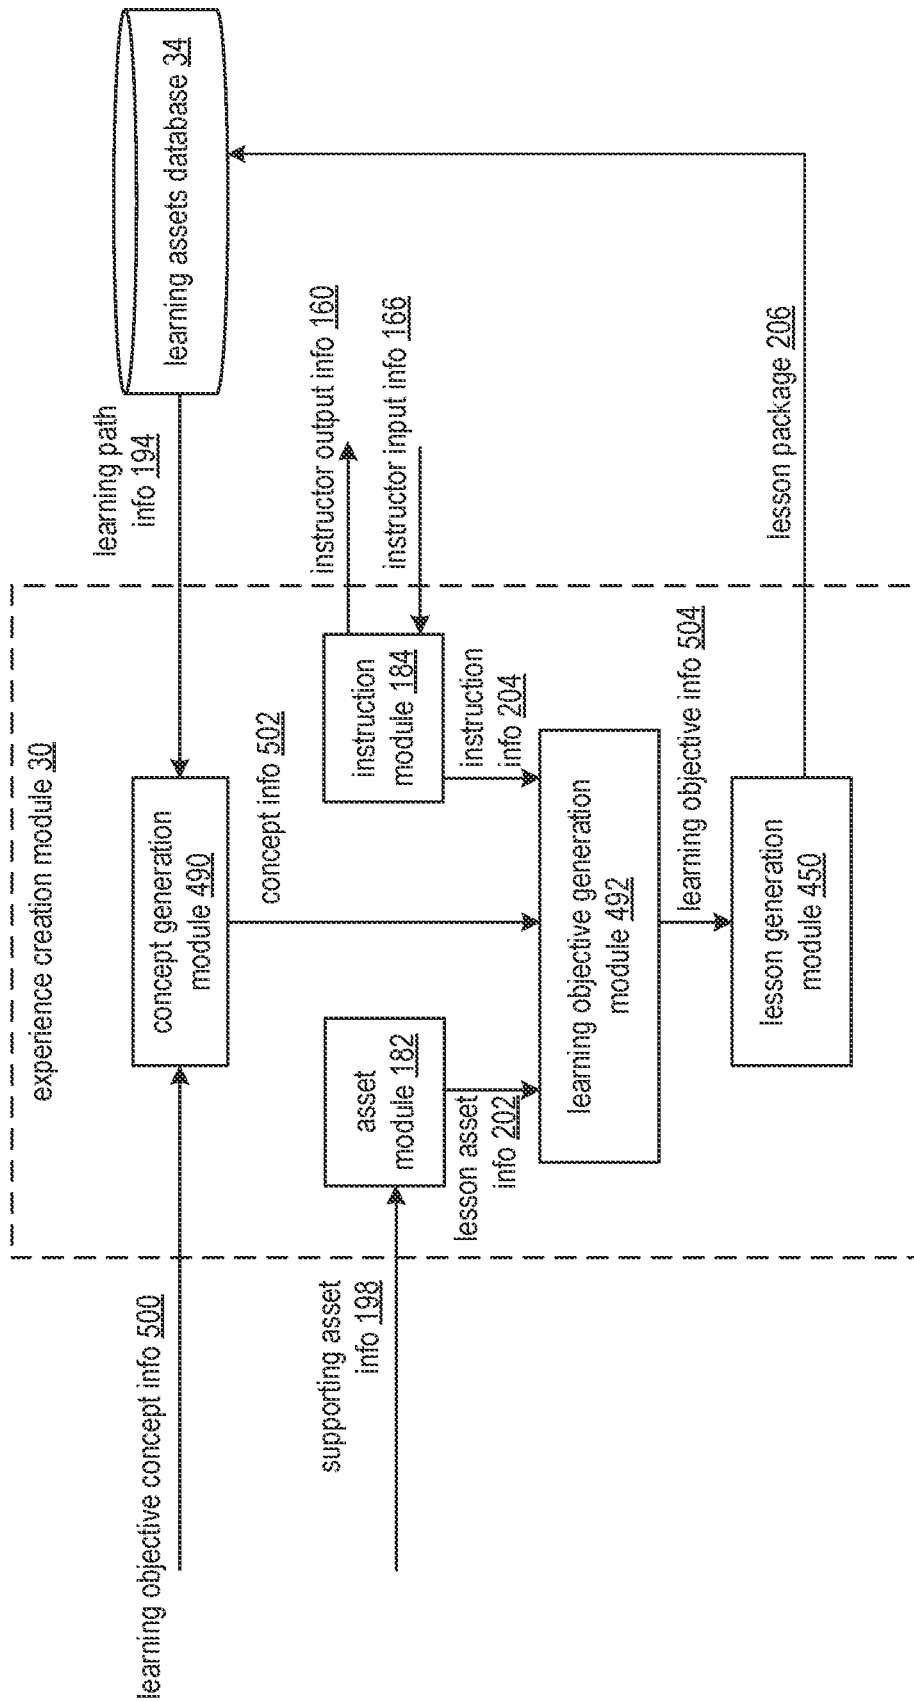 experience creation module 30
learning objective concept info 500
concept generation
module 490
learning path
info 194
learning assets database 34
concept info 502
supporting asset
info 198
asset
module 182
instruction
module 184
instructor output info 160
instructor input info 166
lesson asset
info 202
instruction
info 204
learning objective generation
module 492
learning objective info 504
lesson generation
module 450
lesson package 206